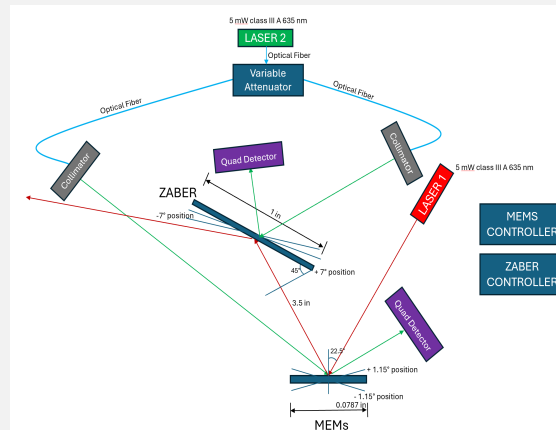 5 mW class III A 635 nm
LASER 2
Optical Fiber
Variable
Attenuator
Optical Fiber
Optical Fiber
Collimator
Quad Detector
Collimator
5 mW class III A 635 nm
LASER 1
ZABER
1 in
-7° position
45°
+ 7° position
3.5 in
MEMS
CONTROLLER
ZABER
CONTROLLER
Quad Detector
22.5°
+ 1.15° position
- 1.15° position
0.0787 in
MEMs